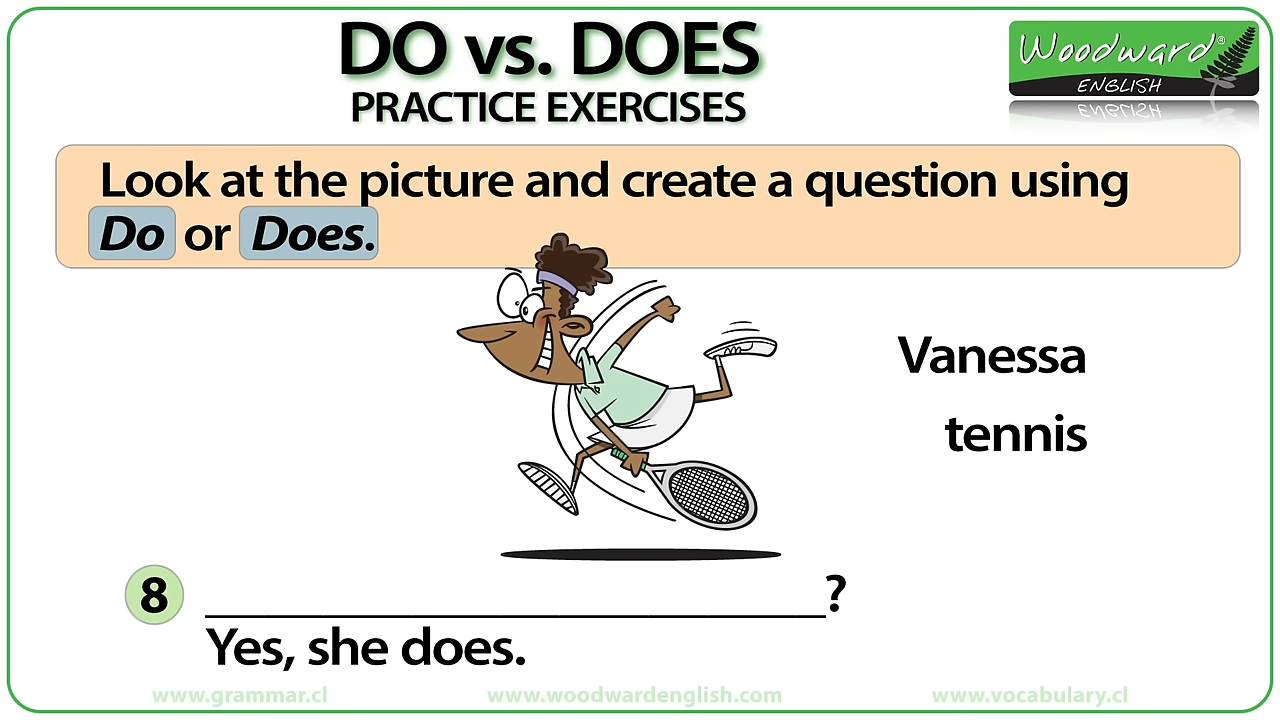 DO vs. DOES
PRACTICE EXERCISES
Woodward®
ENGLISH
Look at the picture and create a question using
Do or Does.
Vanessa
tennis
8 ______________________________?
Yes, she does.
www.grammar.cl www.woodwardenglish.com www.vocabulary.cl